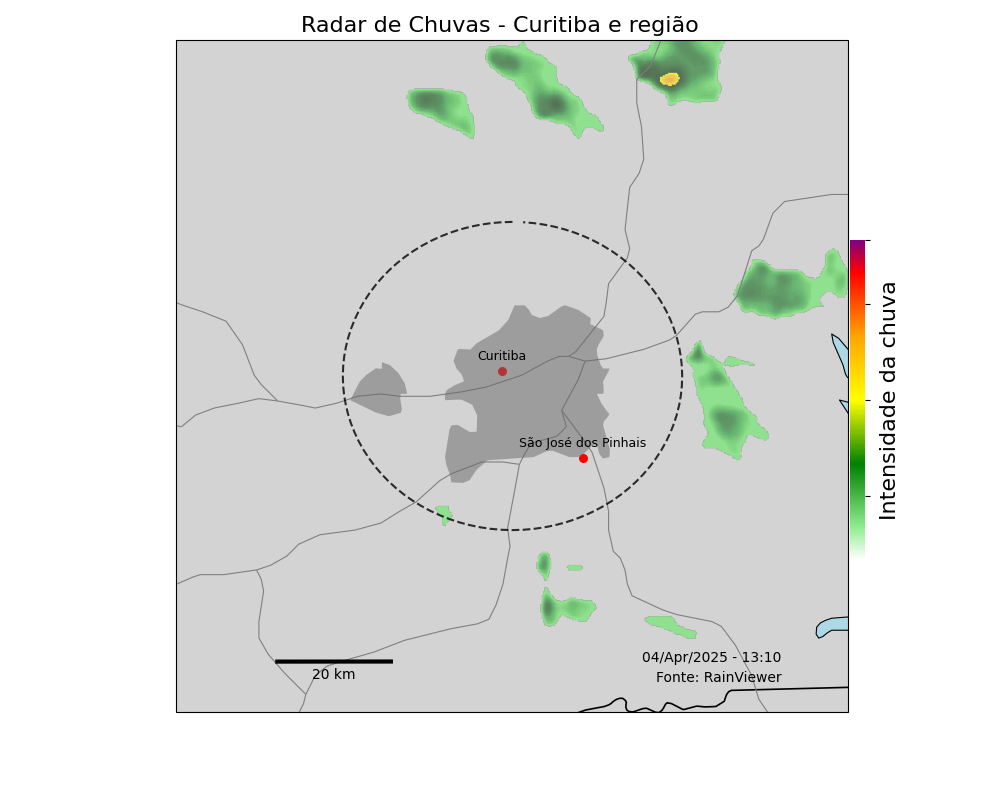 Radar de Chuvas - Curitiba e região
Curitiba
São José dos Pinhais
Intensidade da chuva
20 km
04/Apr/2025 - 13:10
Fonte: RainViewer